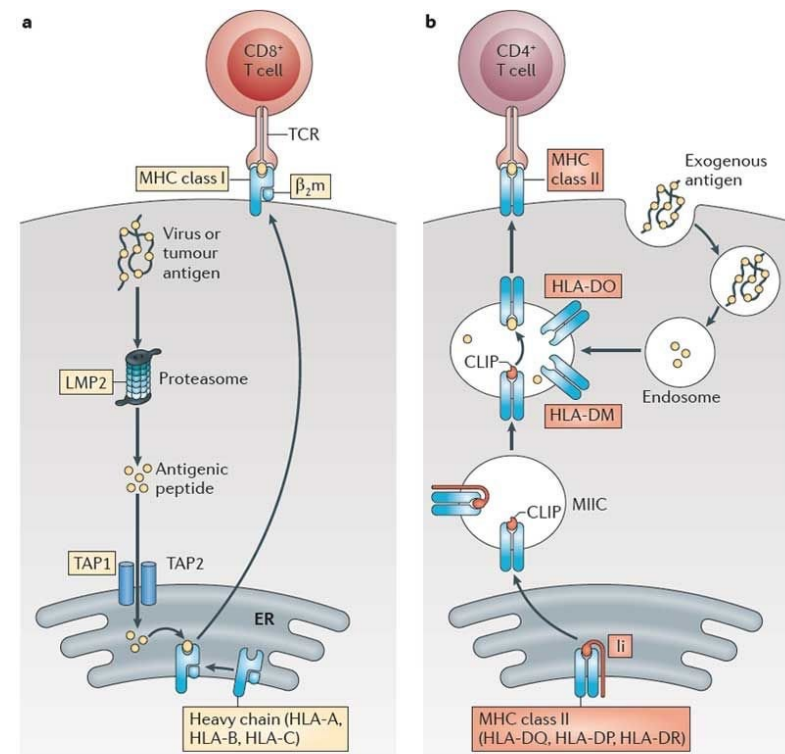 a
CD8+
T cell
TCR
MHC class I
β2m
Virus or
tumour
antigen
LMP2
Proteasome
Antigenic
peptide
TAP1
TAP2
ER
Heavy chain (HLA-A,
HLA-B, HLA-C)
b
CD4+
T cell
MHC
class II
Exogenous
antigen
HLA-DO
CLIP
HLA-DM
Endosome
MIIC
CLIP
Ii
MHC class II
(HLA-DQ, HLA-DP, HLA-DR)